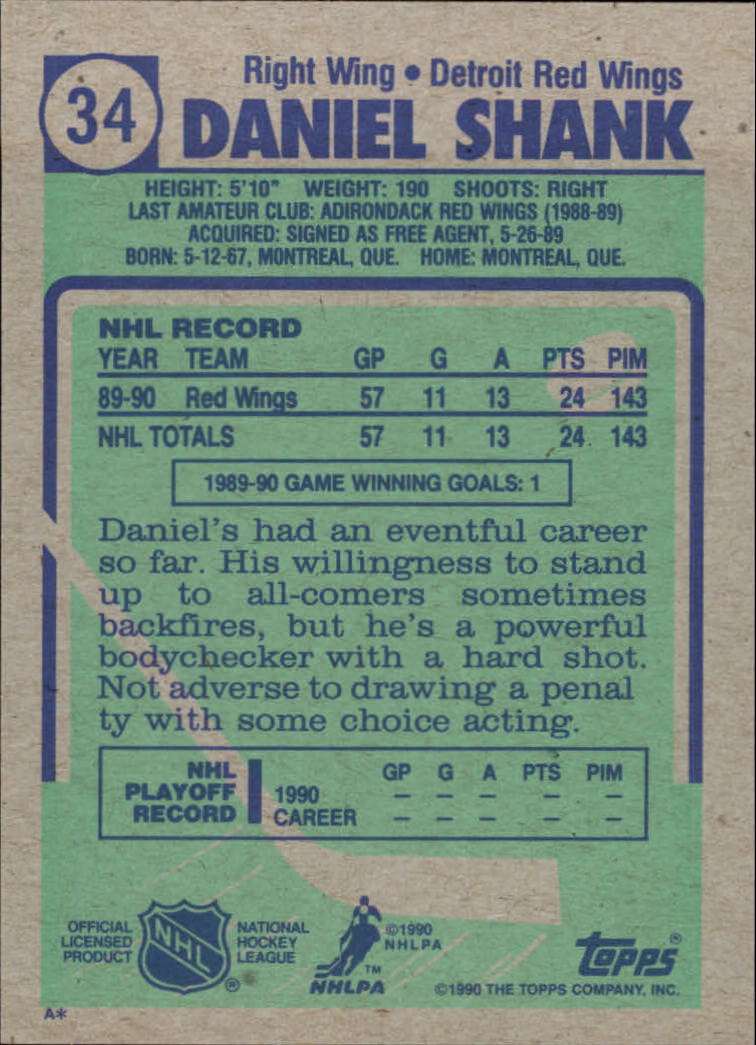 34
Right Wing • Detroit Red Wings
DANIEL SHANK
HEIGHT: 5'10" WEIGHT: 190 SHOOTS: RIGHT
LAST AMATEUR CLUB: ADIRONDACK RED WINGS (1988-89)
ACQUIRED: SIGNED AS FREE AGENT, 5-26-89
BORN: 5-12-67, MONTREAL, QUE. HOME: MONTREAL, QUE.
NHL RECORD
YEAR TEAM GP G A PTS PIM
89-90 Red Wings 57 11 13 24 143
NHL TOTALS 57 11 13 24 143
1989-90 GAME WINNING GOALS: 1
Daniel's had an eventful career
so far. His willingness to stand
up to all-comers sometimes
backfires, but he's a powerful
bodychecker with a hard shot.
Not adverse to drawing a penal
ty with some choice acting.
NHL PLAYOFF RECORD
GP G A PTS PIM
1990 – – – – –
CAREER – – – – –
OFFICIAL
LICENSED
PRODUCT
NHL
®
NATIONAL
HOCKEY
LEAGUE
TM
NHLPA
©1990
NHLPA
TOPPS®
©1990 THE TOPPS COMPANY, INC.
A*